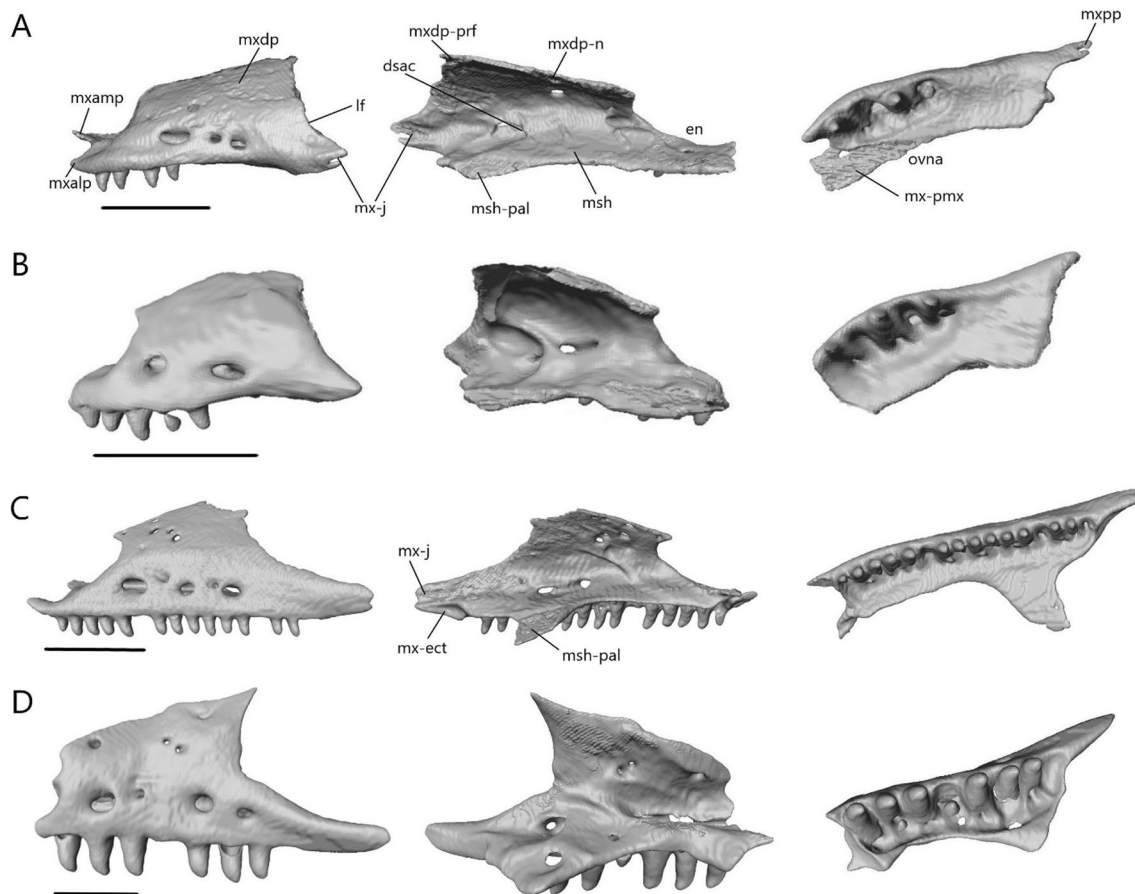 A
mxdp
mxamp
lf
mxalp
mx-j
mxdp-prf
mxdp-n
dsac
en
msh-pal
msh
mxpp
ovna
mx-pmx
B
C
mx-j
mx-ect
msh-pal
D